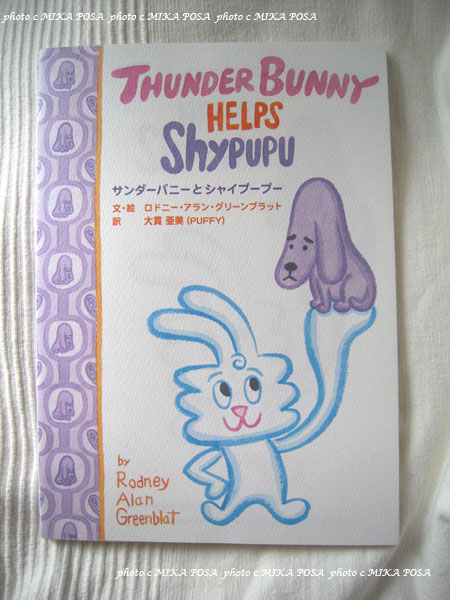 photo c MIKA POSA photo c MIKA POSA photo c MIKA POSA
THUNDER BUNNY
HELPS
SHYPUPU
サンダーバニーとシャイプープー
文・絵 ロドニー・アラン・グリーンブラット
訳 大貫 亜美 (PUFFY)
by
Rodney
Alan
Greenblat
photo c MIKA POSA photo c MIKA POSA photo c MIKA POSA